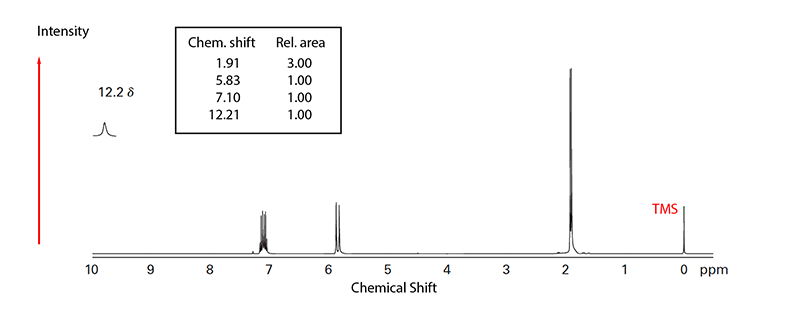 Intensity
Chem. shift Rel. area
1.91 3.00
5.83 1.00
7.10 1.00
12.21 1.00
12.2 δ
TMS
10 9 8 7 6 5 4 3 2 1 0 ppm
Chemical Shift